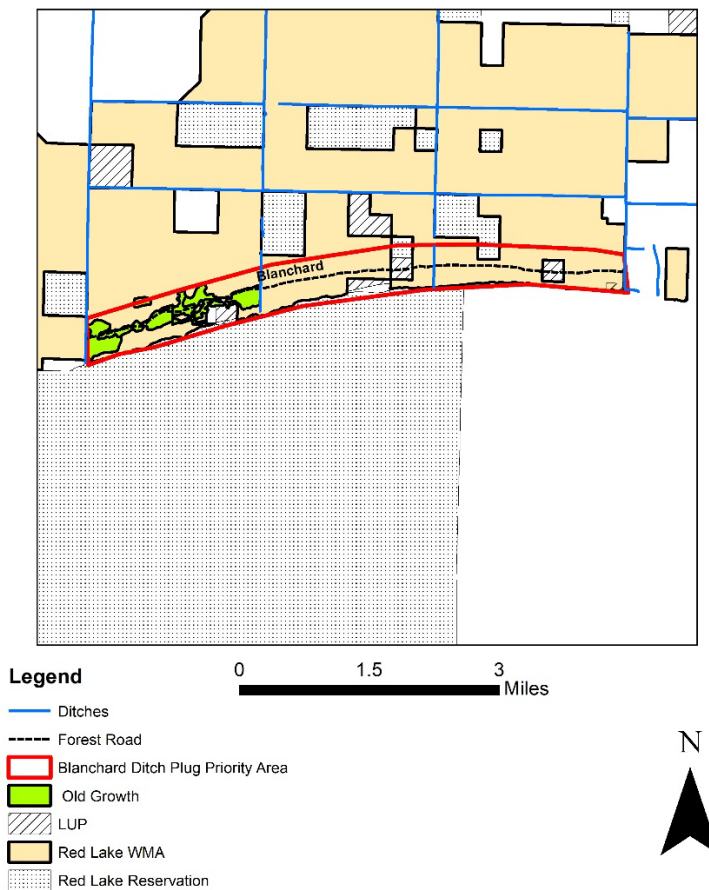 Blanchard
Legend
0 1.5 3
Miles
Ditches
Forest Road
Blanchard Ditch Plug Priority Area
Old Growth
LUP
Red Lake WMA
Red Lake Reservation
N